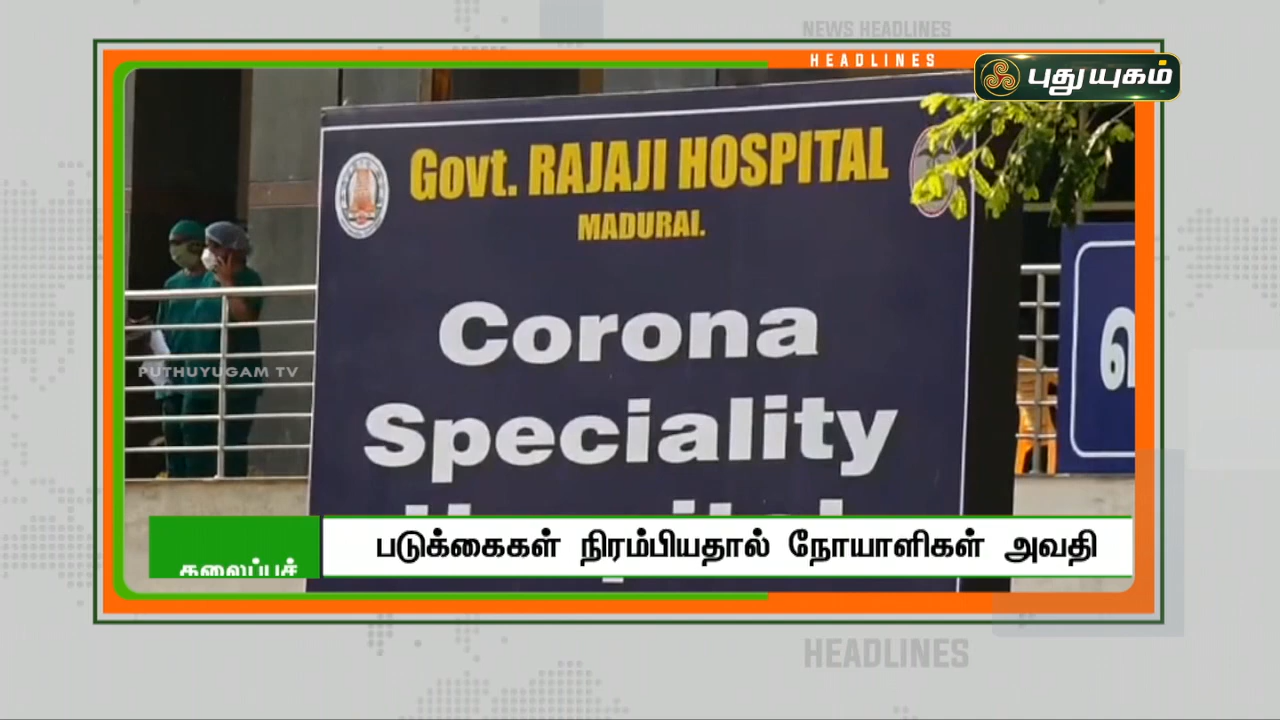 NEWS HEADLINES
HEADLINES
புதுயுகம்
Govt. RAJAJI HOSPITAL
MADURAI.
Corona
Speciality
PUTHUYUGAM TV
படுக்கைகள் நிரம்பியதால் நோயாளிகள் அவதி
HEADLINES